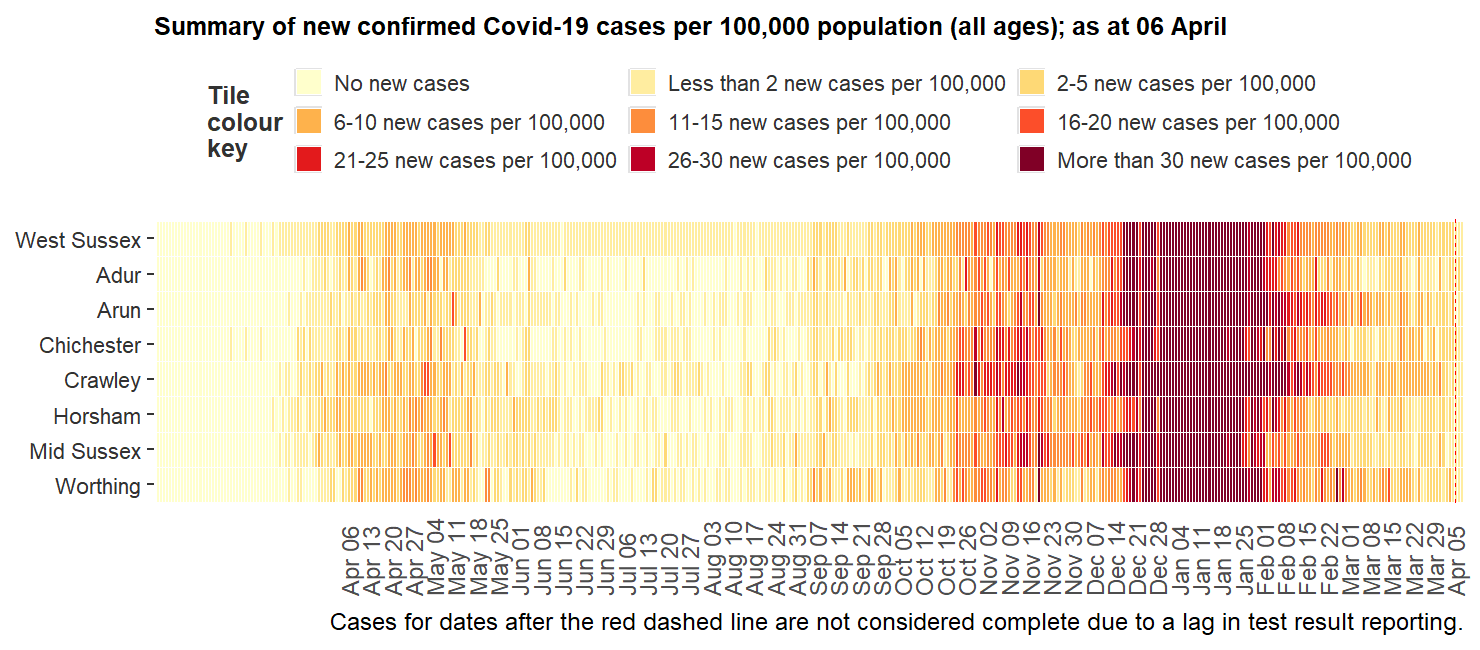 Summary of new confirmed Covid-19 cases per 100,000 population (all ages); as at 06 April
Tile
colour
key
No new cases
Less than 2 new cases per 100,000
2-5 new cases per 100,000
6-10 new cases per 100,000
11-15 new cases per 100,000
16-20 new cases per 100,000
21-25 new cases per 100,000
26-30 new cases per 100,000
More than 30 new cases per 100,000
West Sussex
Adur
Arun
Chichester
Crawley
Horsham
Mid Sussex
Worthing
Apr 06
Apr 13
Apr 20
Apr 27
May 04
May 11
May 18
May 25
Jun 01
Jun 08
Jun 15
Jun 22
Jun 29
Jul 06
Jul 13
Jul 20
Jul 27
Aug 03
Aug 10
Aug 17
Aug 24
Aug 31
Sep 07
Sep 14
Sep 21
Sep 28
Oct 05
Oct 12
Oct 19
Oct 26
Nov 02
Nov 09
Nov 16
Nov 23
Nov 30
Dec 07
Dec 14
Dec 21
Dec 28
Jan 04
Jan 11
Jan 18
Jan 25
Feb 01
Feb 08
Feb 15
Feb 22
Mar 01
Mar 08
Mar 15
Mar 22
Mar 29
Apr 05
Cases for dates after the red dashed line are not considered complete due to a lag in test result reporting.